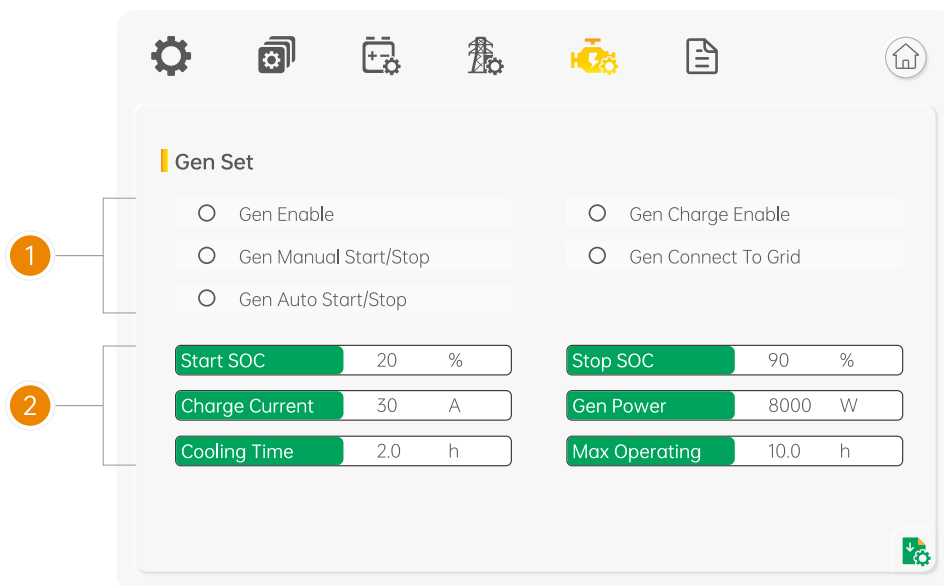 Gen Set
1
Gen Enable
Gen Charge Enable
Gen Manual Start/Stop
Gen Connect To Grid
Gen Auto Start/Stop
2
Start SOC 20 %
Stop SOC 90 %
Charge Current 30 A
Gen Power 8000 W
Cooling Time 2.0 h
Max Operating 10.0 h